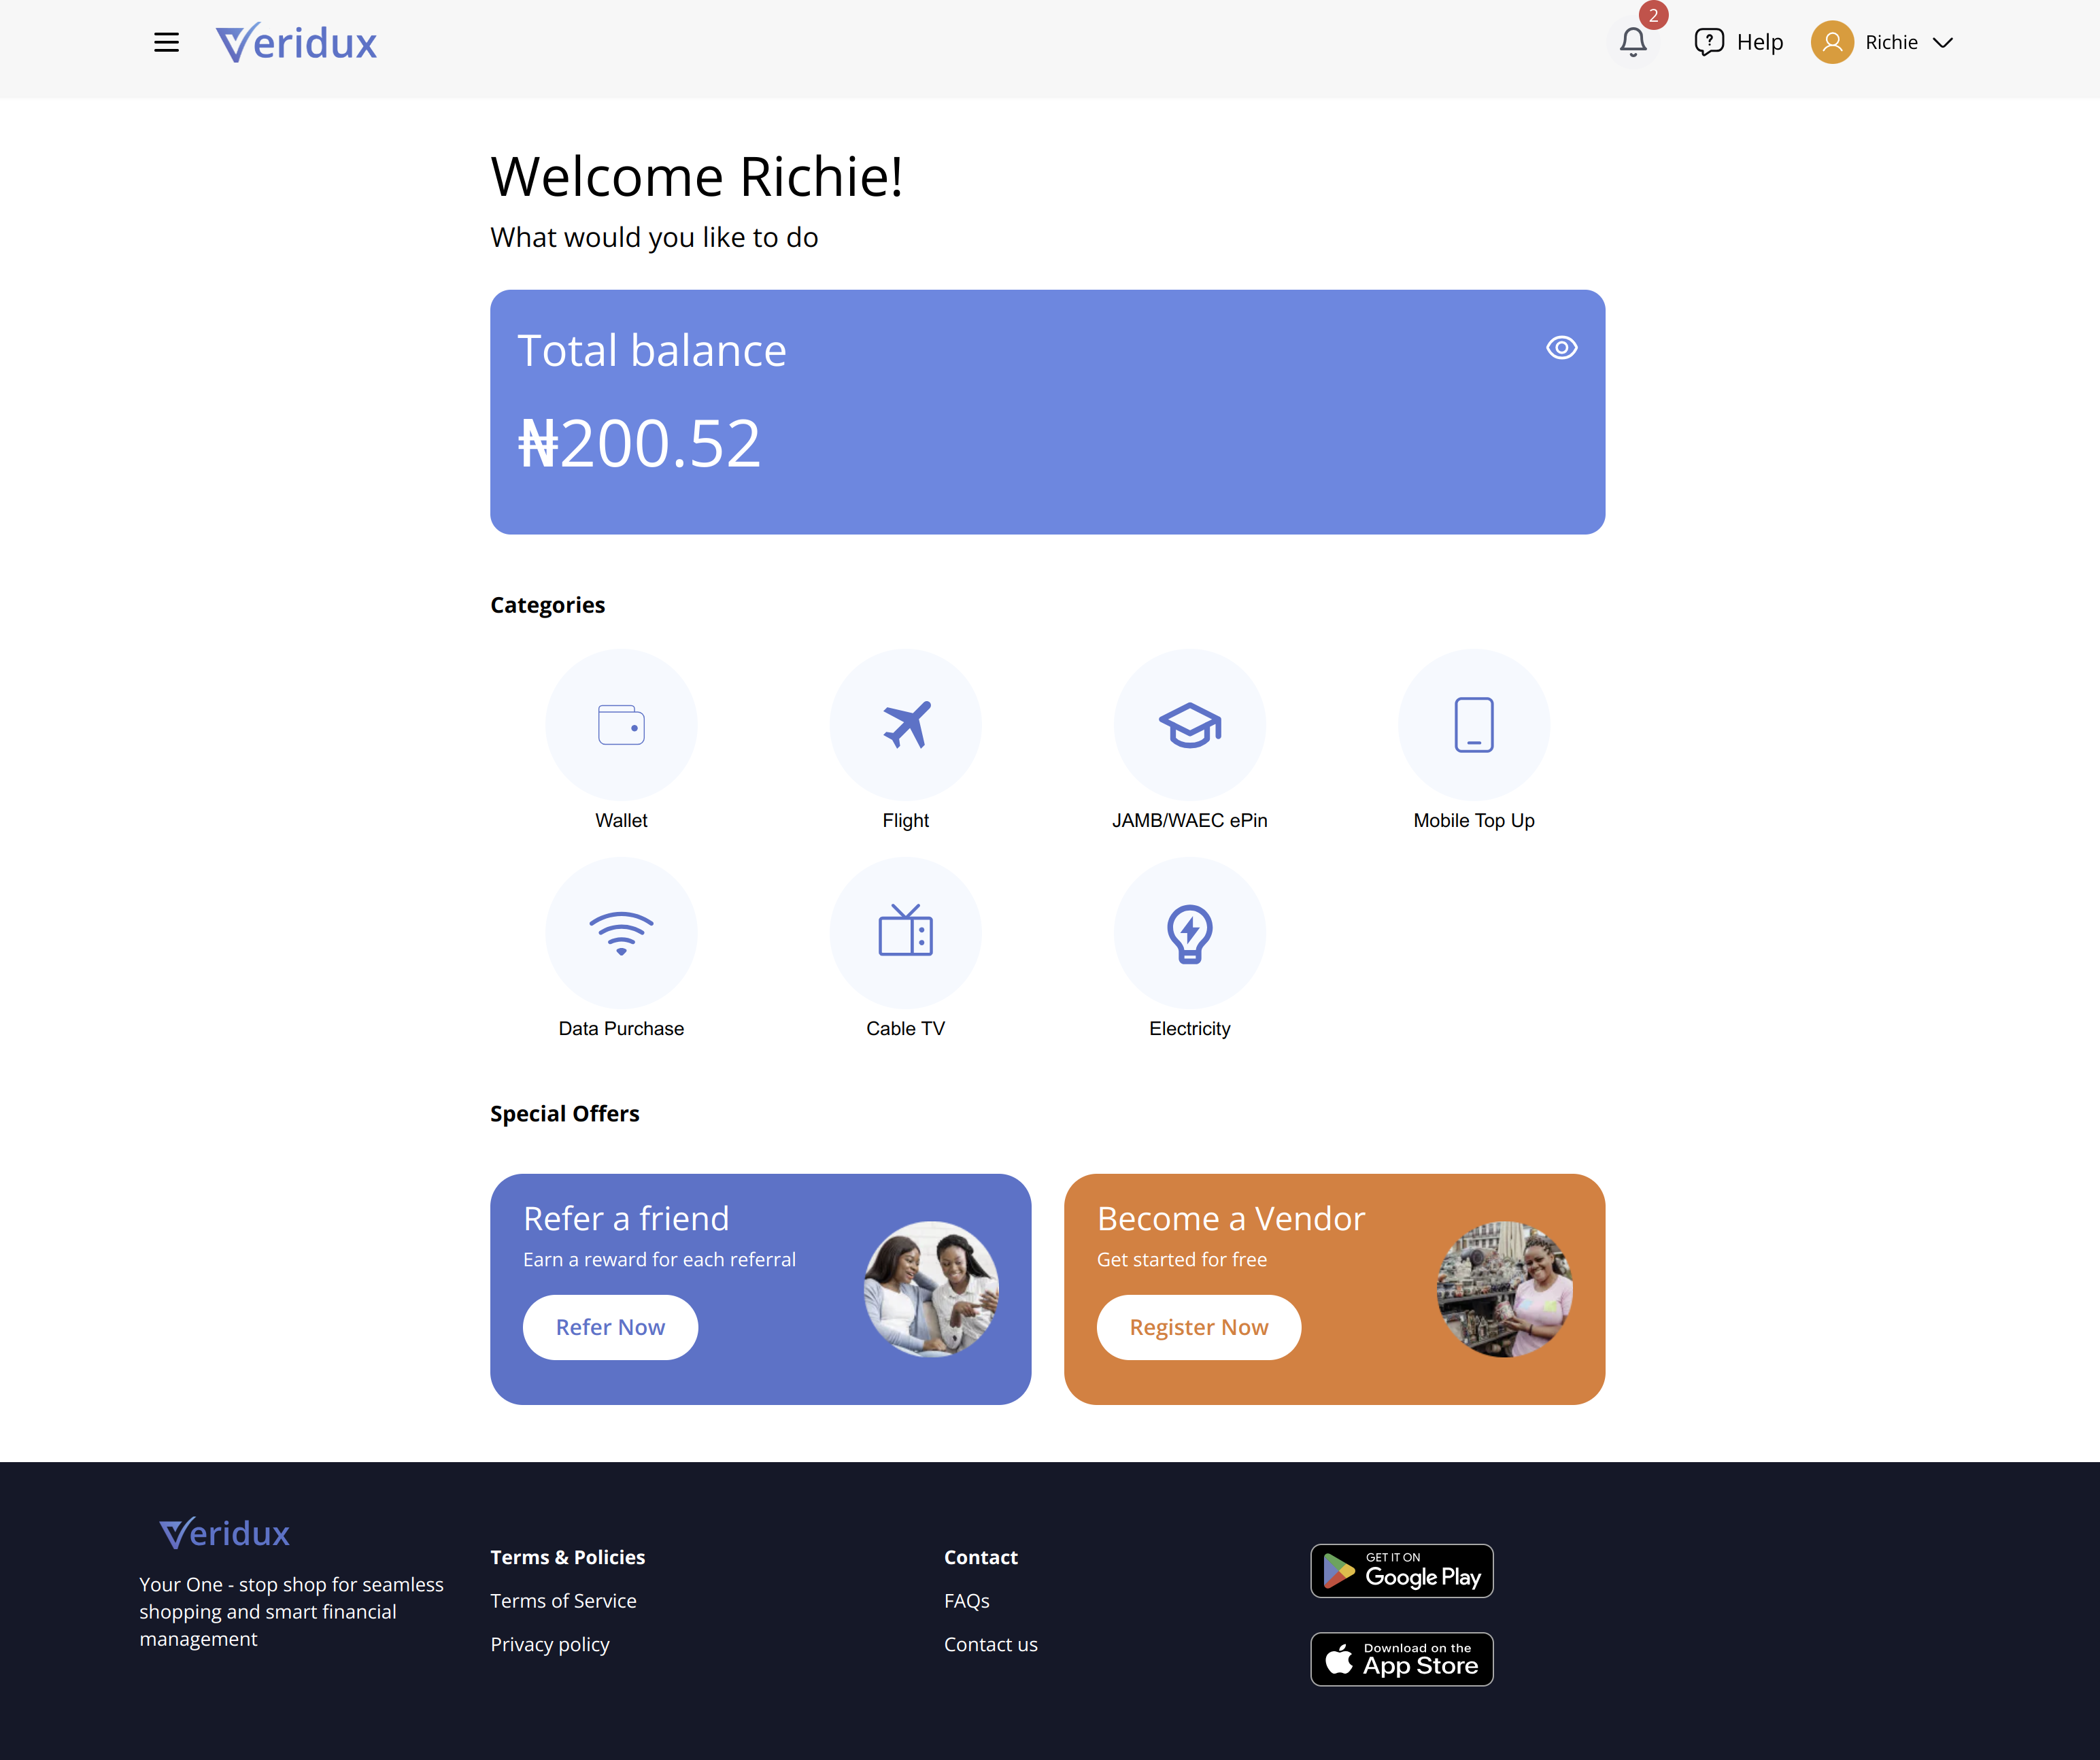 Veridux
2
Help
Richie
Welcome Richie!
What would you like to do
Total balance
₦200.52
Categories
Wallet
Flight
JAMB/WAEC ePin
Mobile Top Up
Data Purchase
Cable TV
Electricity
Special Offers
Refer a friend
Earn a reward for each referral
Refer Now
Become a Vendor
Get started for free
Register Now
Veridux
Your One - stop shop for seamless
shopping and smart financial
management
Terms & Policies
Terms of Service
Privacy policy
Contact
FAQs
Contact us
GET IT ON
Google Play
Download on the
App Store